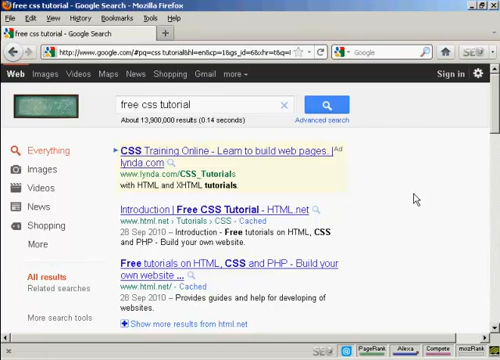 free css tutorial - Google Search - Mozilla Firefox
File Edit View History Bookmarks Tools Help
free css tutorial - Google Search
http://www.google.com/#pq=css
Google
Web Images Videos Maps News Shopping Gmail more
Sign in
free css tutorial
About 13,900,000 results (0.14 seconds)
Advanced search
Everything
Images
Videos
News
Shopping
More
All results
Related searches
More search tools
CSS Training Online - Learn to build web pages. | Ad
lynda.com
www.lynda.com/CSS_Tutorials
with HTML and XHTML tutorials.
Introduction | Free CSS Tutorial - HTML.net
www.html.net › Tutorials › CSS - Cached
28 Sep 2010 – Introduction - Free tutorials on HTML, CSS
and PHP - Build your own website.
Free tutorials on HTML, CSS and PHP - Build your
own website ...
www.html.net/ - Cached
28 Sep 2010 – Provides guides and help for developing of
websites.
Show more results from html.net
PageRank Alexa Compete mozRank